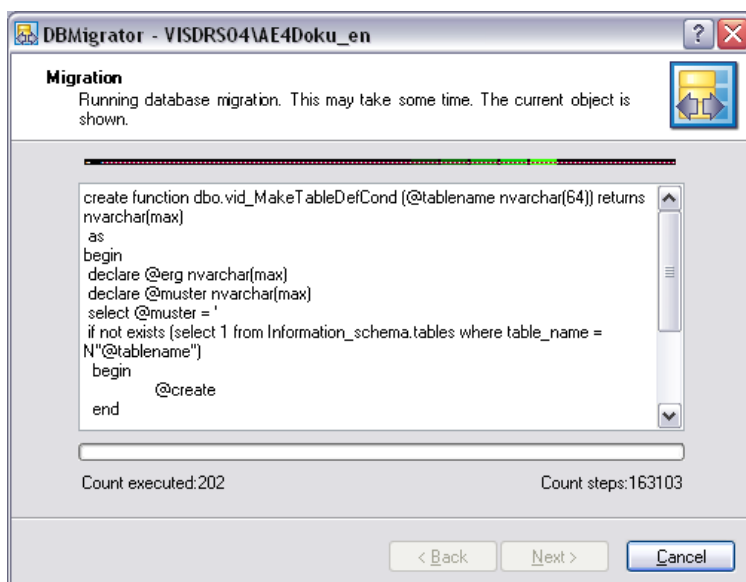 DBMigrator - VISDRS04\AE4Doku_en
Migration
Running database migration. This may take some time. The current object is
shown.
create function dbo.vid_MakeTableDefCond (@tablename nvarchar(64)) returns
nvarchar(max)
as
begin
declare @erg nvarchar(max)
declare @muster nvarchar(max)
select @muster = '
if not exists (select 1 from Information_schema.tables where table_name =
N''@tablename'')
begin
@create
end
Count executed:202
Count steps:163103
< Back
Next >
Cancel